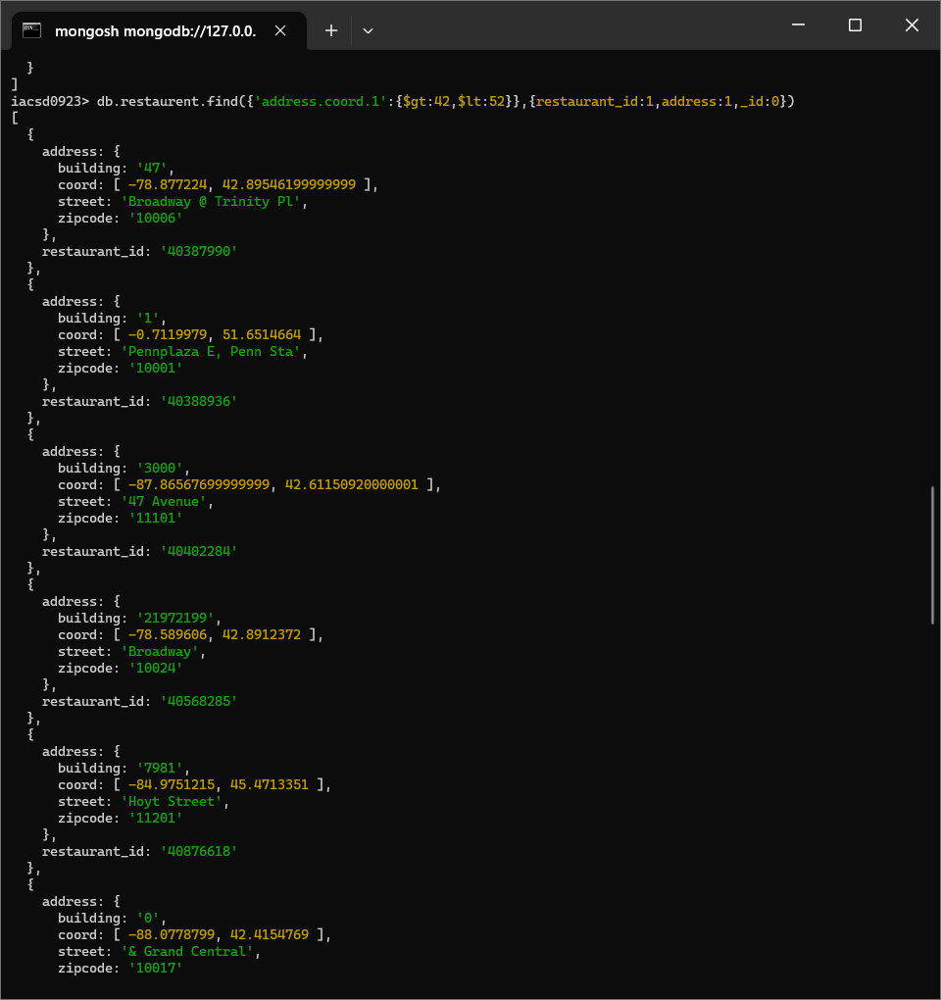 mongosh mongodb://127.0.0.
  }
]
iacsd0923> db.restaurent.find({'address.coord.1':{$gt:42,$lt:52}},{restaurant_id:1,address:1,_id:0})
[
  {
    address: {
      building: '47',
      coord: [ -78.877224, 42.89546199999999 ],
      street: 'Broadway @ Trinity Pl',
      zipcode: '10006'
    },
    restaurant_id: '40387990'
  },
  {
    address: {
      building: '1',
      coord: [ -0.7119979, 51.6514664 ],
      street: 'Pennplaza E, Penn Sta',
      zipcode: '10001'
    },
    restaurant_id: '40388936'
  },
  {
    address: {
      building: '3000',
      coord: [ -87.86567699999999, 42.61150920000001 ],
      street: '47 Avenue',
      zipcode: '11101'
    },
    restaurant_id: '40402284'
  },
  {
    address: {
      building: '21972199',
      coord: [ -78.589606, 42.8912372 ],
      street: 'Broadway',
      zipcode: '10024'
    },
    restaurant_id: '40568285'
  },
  {
    address: {
      building: '7981',
      coord: [ -84.9751215, 45.4713351 ],
      street: 'Hoyt Street',
      zipcode: '11201'
    },
    restaurant_id: '40876618'
  },
  {
    address: {
      building: '0',
      coord: [ -88.0778799, 42.4154769 ],
      street: '& Grand Central',
      zipcode: '10017'